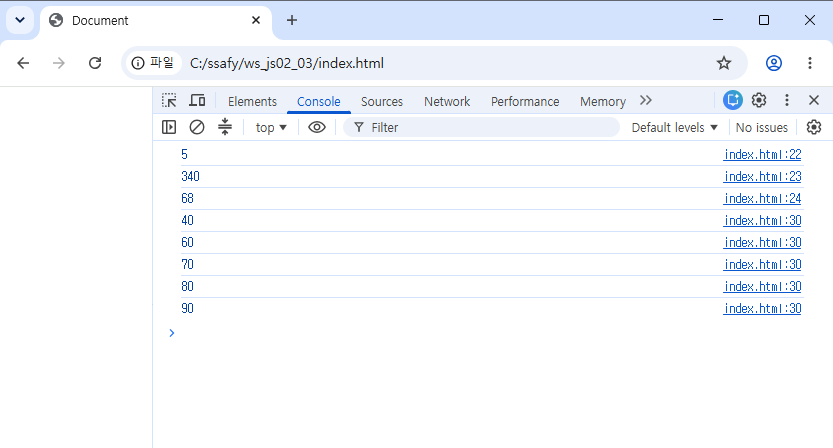 Document
파일 C:/ssafy/ws_js02_03/index.html
Elements Console Sources Network Performance Memory
top Filter Default levels No issues
5 index.html:22
340 index.html:23
68 index.html:24
40 index.html:30
60 index.html:30
70 index.html:30
80 index.html:30
90 index.html:30